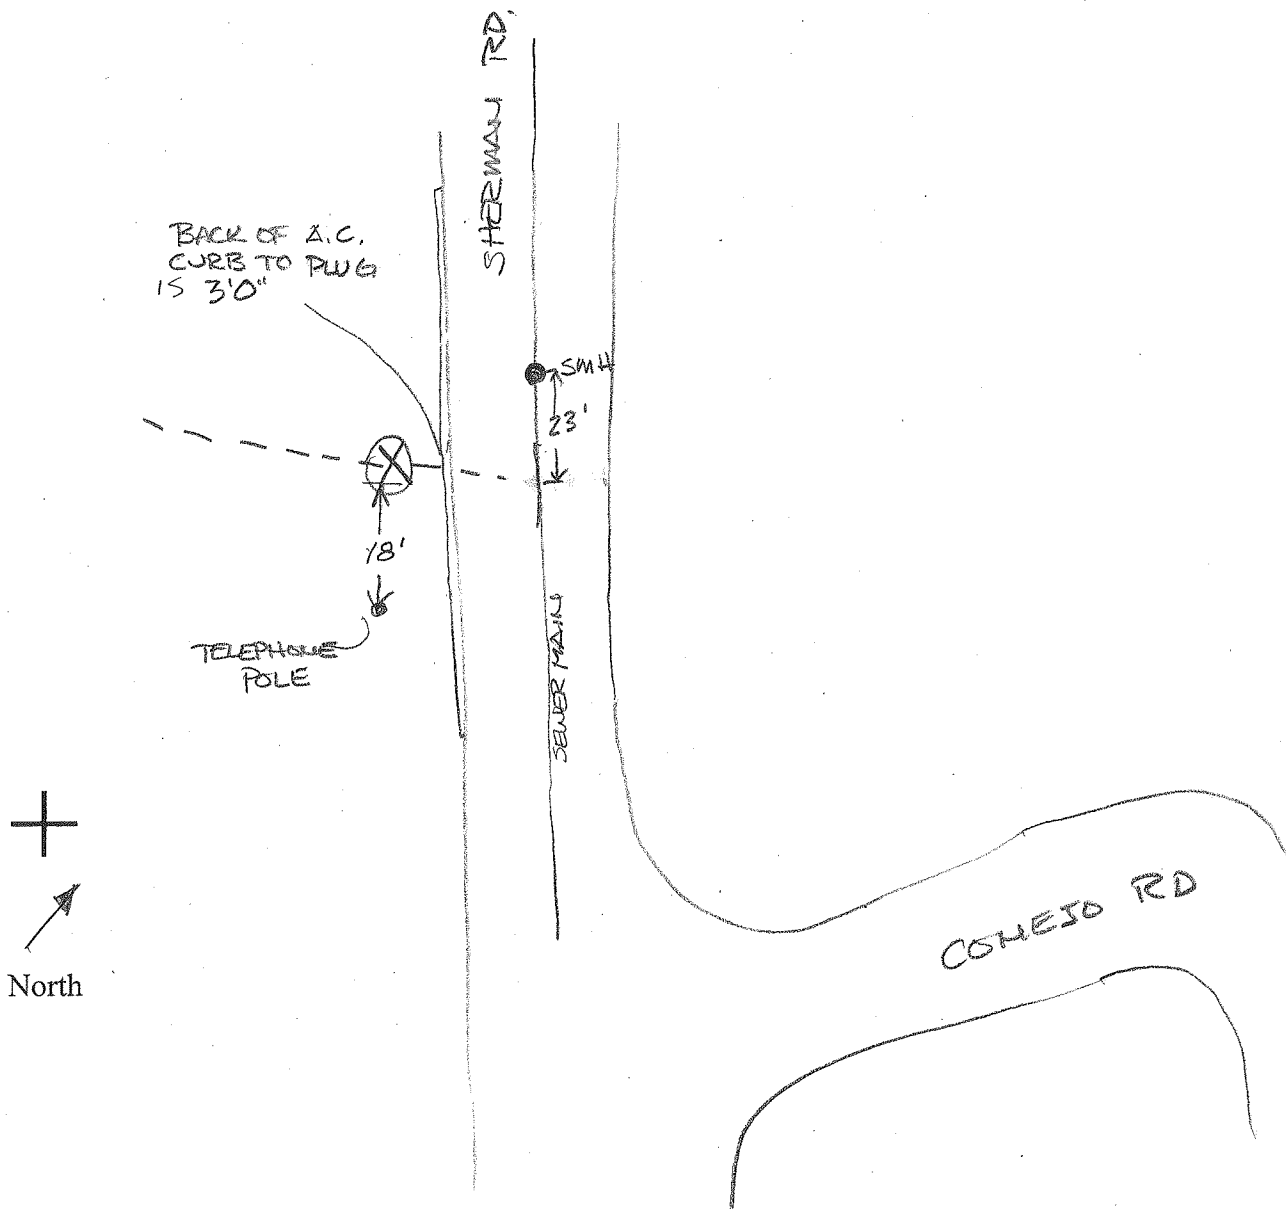 SHERMAN RD.
BACK OF A.C.
CURB TO PLUG
IS 3'0"
SMH
23'
18'
TELEPHONE
POLE
SEWER MAIN
CONEJO RD
North